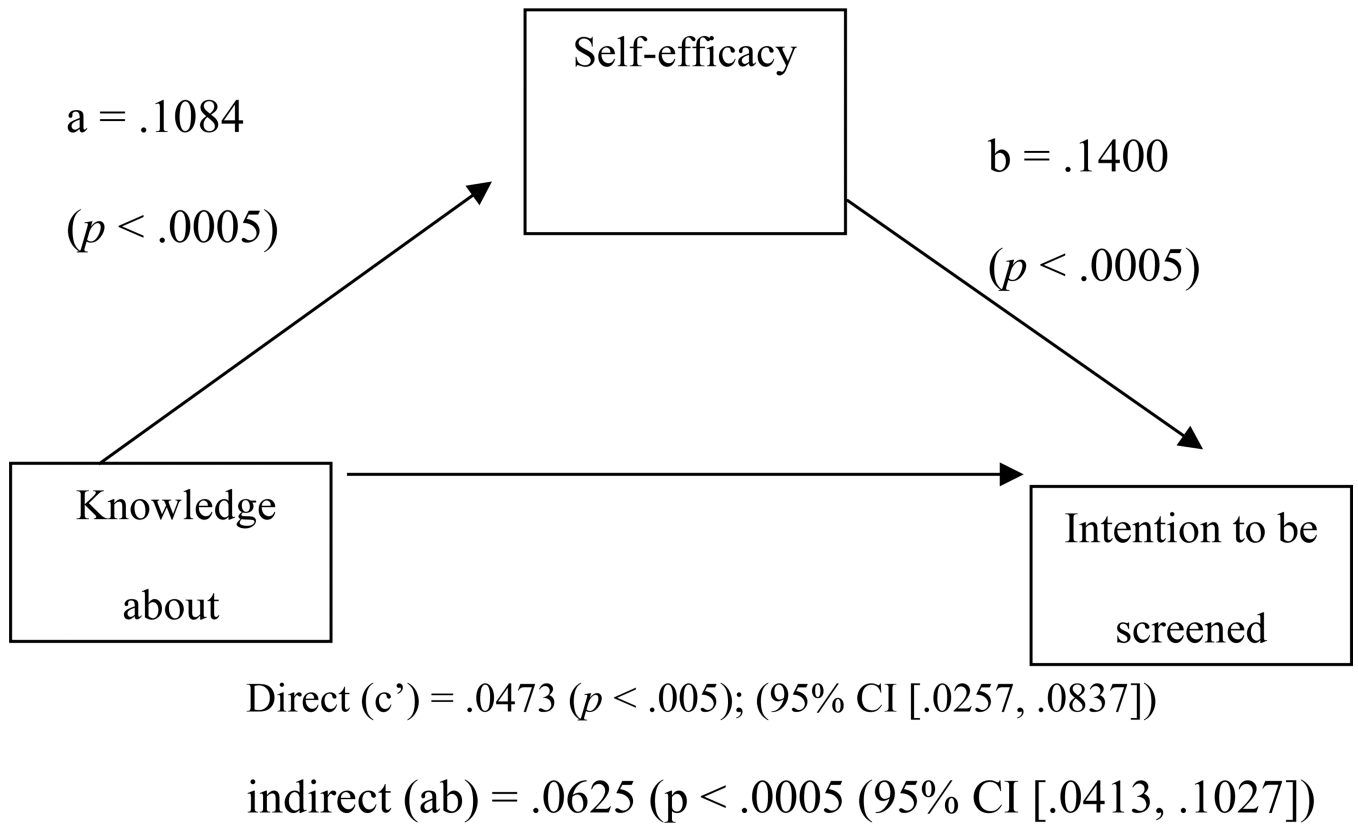 Self-efficacy
a = .1084
(p < .0005)
b = .1400
(p < .0005)
Knowledge
about
Intention to be
screened
Direct (c’) = .0473 (p < .005); (95% CI [.0257, .0837])
indirect (ab) = .0625 (p < .0005 (95% CI [.0413, .1027])